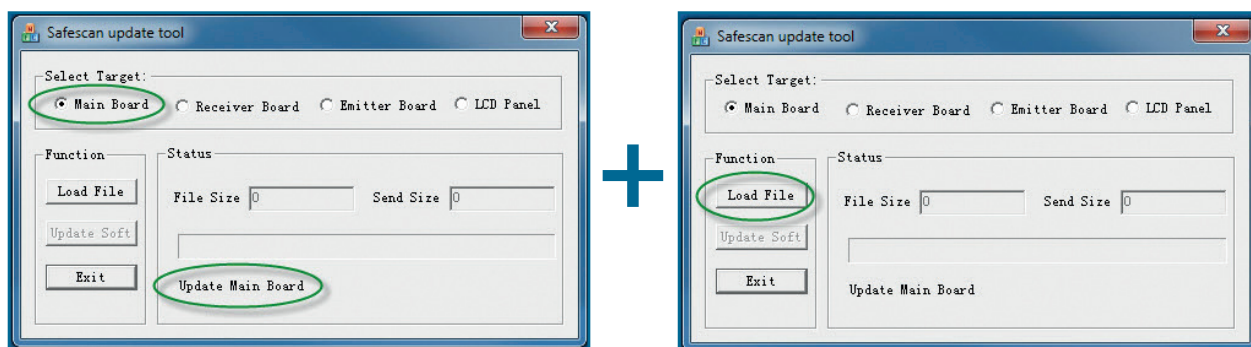 Safescan update tool
Select Target:
Main Board Receiver Board Emitter Board LCD Panel
Function
Status
Load File
File Size 0 Send Size 0
Update Soft
Exit
Update Main Board
+
Safescan update tool
Select Target:
Main Board Receiver Board Emitter Board LCD Panel
Function
Status
Load File
File Size 0 Send Size 0
Update Soft
Exit
Update Main Board